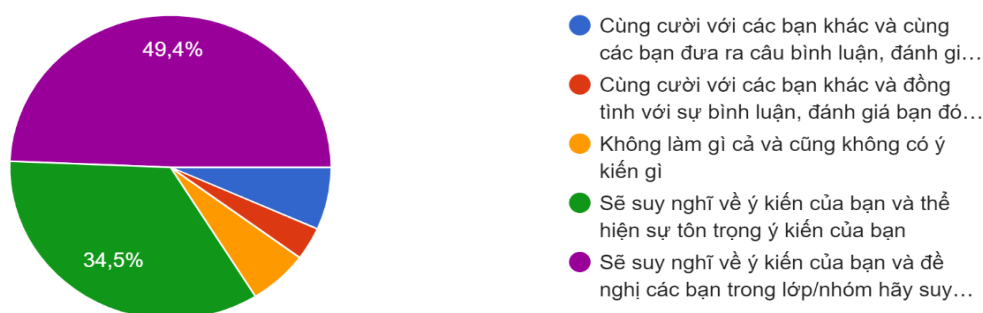 49,4%
34,5%
Cùng cười với các bạn khác và cùng
các bạn đưa ra câu bình luận, đánh gi…
Cùng cười với các bạn khác và đồng
tình với sự bình luận, đánh giá bạn đó…
Không làm gì cả và cũng không có ý
kiến gì
Sẽ suy nghĩ về ý kiến của bạn và thể
hiện sự tôn trọng ý kiến của bạn
Sẽ suy nghĩ về ý kiến của bạn và đề
nghị các bạn trong lớp/nhóm hãy suy…